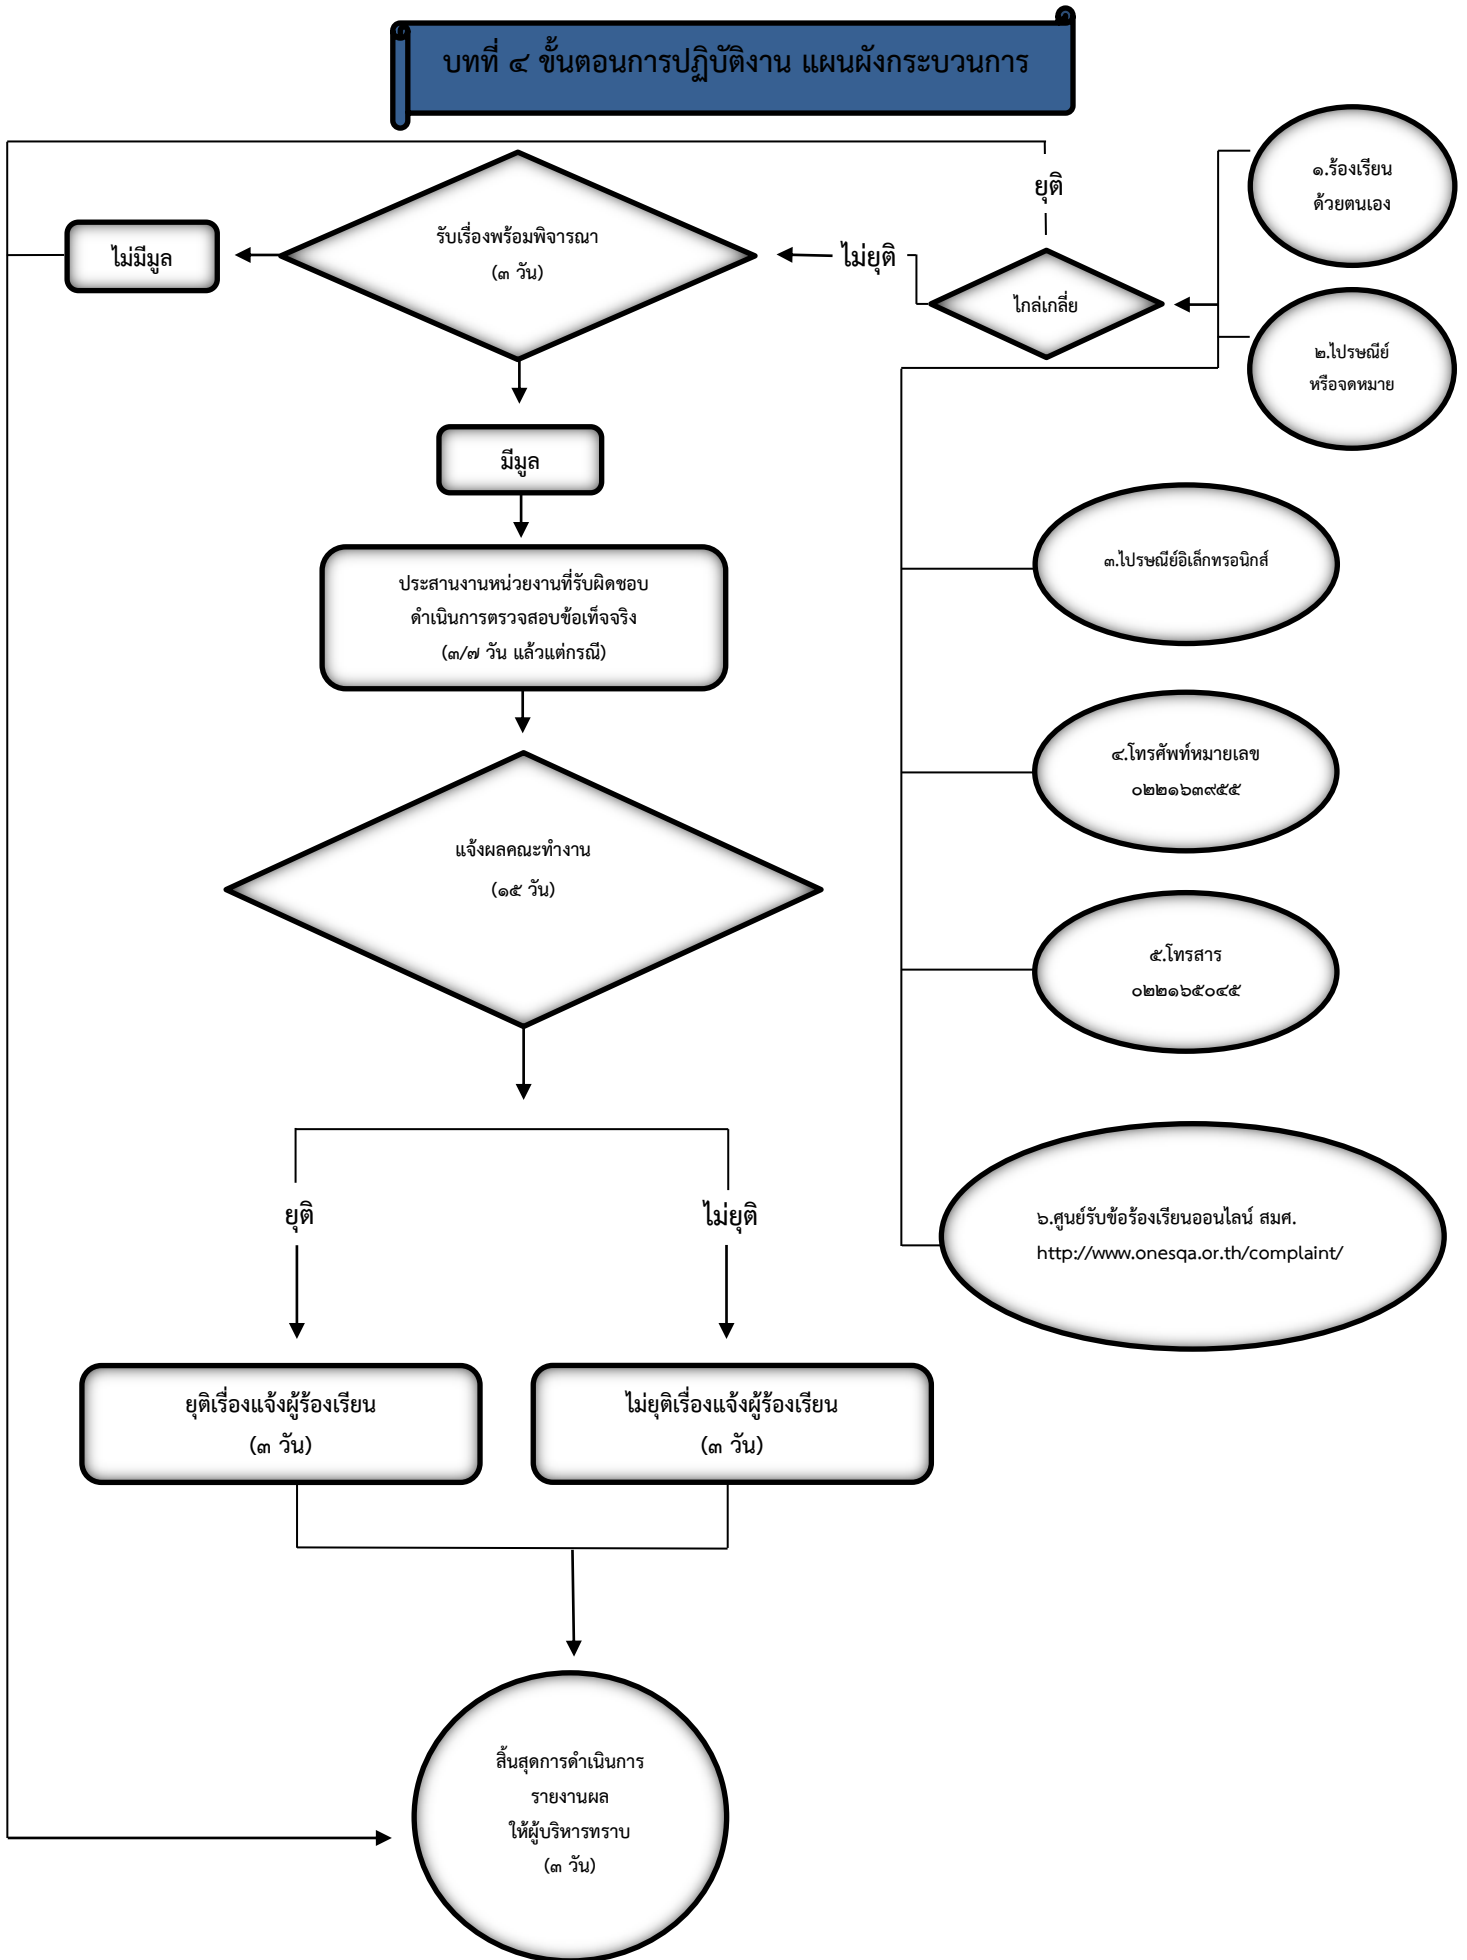 บทที่ ๔ ขั้นตอนการปฏิบัติงาน แผนผังกระบวนการ
๑.ร้องเรียน
ด้วยตนเอง
ยุติ
รับเรื่องพร้อมพิจารณา
(๓ วัน)
ไม่มีมูล
ไม่ยุติ
ไกล่เกลี่ย
๒.ไปรษณีย์
หรือจดหมาย
มีมูล
๓.ไปรษณีย์อิเล็กทรอนิกส์
ประสานงานหน่วยงานที่รับผิดชอบ
ดำเนินการตรวจสอบข้อเท็จจริง
(๓/๗ วัน แล้วแต่กรณี)
๔.โทรศัพท์หมายเลข
๐๒๒๑๖๓๙๕๕
แจ้งผลคณะทำงาน
(๑๕ วัน)
๕.โทรสาร
๐๒๒๑๖๕๐๔๕
ยุติ
ไม่ยุติ
๖.ศูนย์รับข้อร้องเรียนออนไลน์ สมศ.
http://www.onesqa.or.th/complaint/
ยุติเรื่องแจ้งผู้ร้องเรียน
(๓ วัน)
ไม่ยุติเรื่องแจ้งผู้ร้องเรียน
(๓ วัน)
สิ้นสุดการดำเนินการ
รายงานผล
ให้ผู้บริหารทราบ
(๓ วัน)